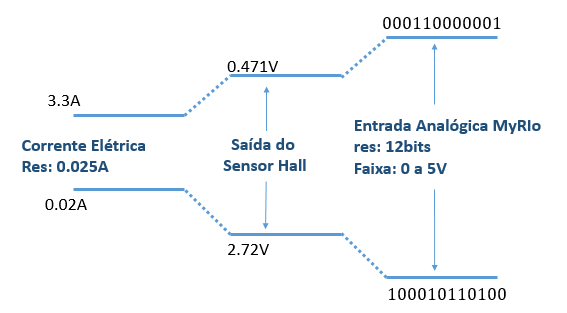 000110000001
0.471V
3.3A
Corrente Elétrica
Res: 0.025A
Saída do
Sensor Hall
Entrada Analógica MyRIo
res: 12bits
Faixa: 0 a 5V
0.02A
2.72V
100010110100